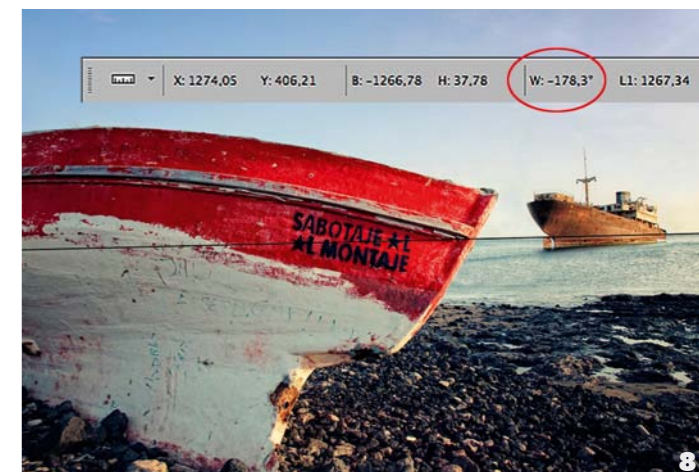 X: 1274,05 Y: 406,21 B: -1266,78 H: 37,78 W: -178,3° L1: 1267,34
SABOTAJE ★L
★L MONTAJE
8